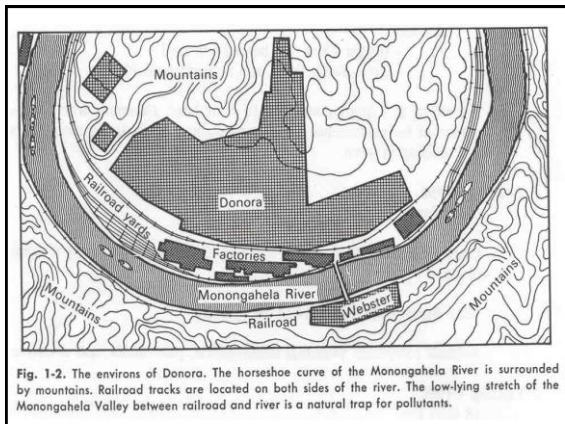 Mountains
Railroad yards
Donora
Factories
Monongahela River
Webster
Mountains
Railroad
Mountains
Fig. 1-2. The environs of Donora. The horseshoe curve of the Monongahela River is surrounded
by mountains. Railroad tracks are located on both sides of the river. The low-lying stretch of the
Monongahela Valley between railroad and river is a natural trap for pollutants.